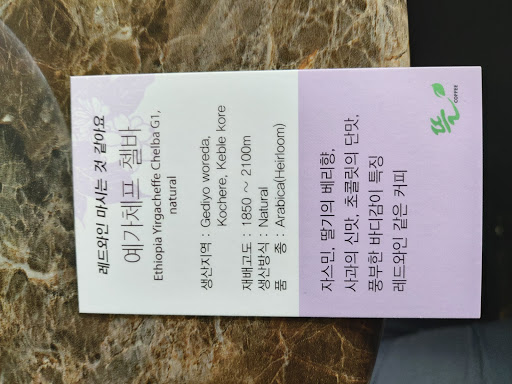 레드와인 마시는 것 같아요
예가체프 첼바
Ethiopia Yirgacheffe Chelba G1,
natural
생산지역 : Gediyo woreda,
Kochere, Keble Kore
재배고도 : 1850 ~ 2100m
생산방식 : Natural
품 종 : Arabica(Heirloom)
자스민, 딸기의 베리향,
사과의 신맛, 초콜릿의 단맛,
풍부한 바디감이 특징
레드와인 같은 커피
뜰
COFFEE